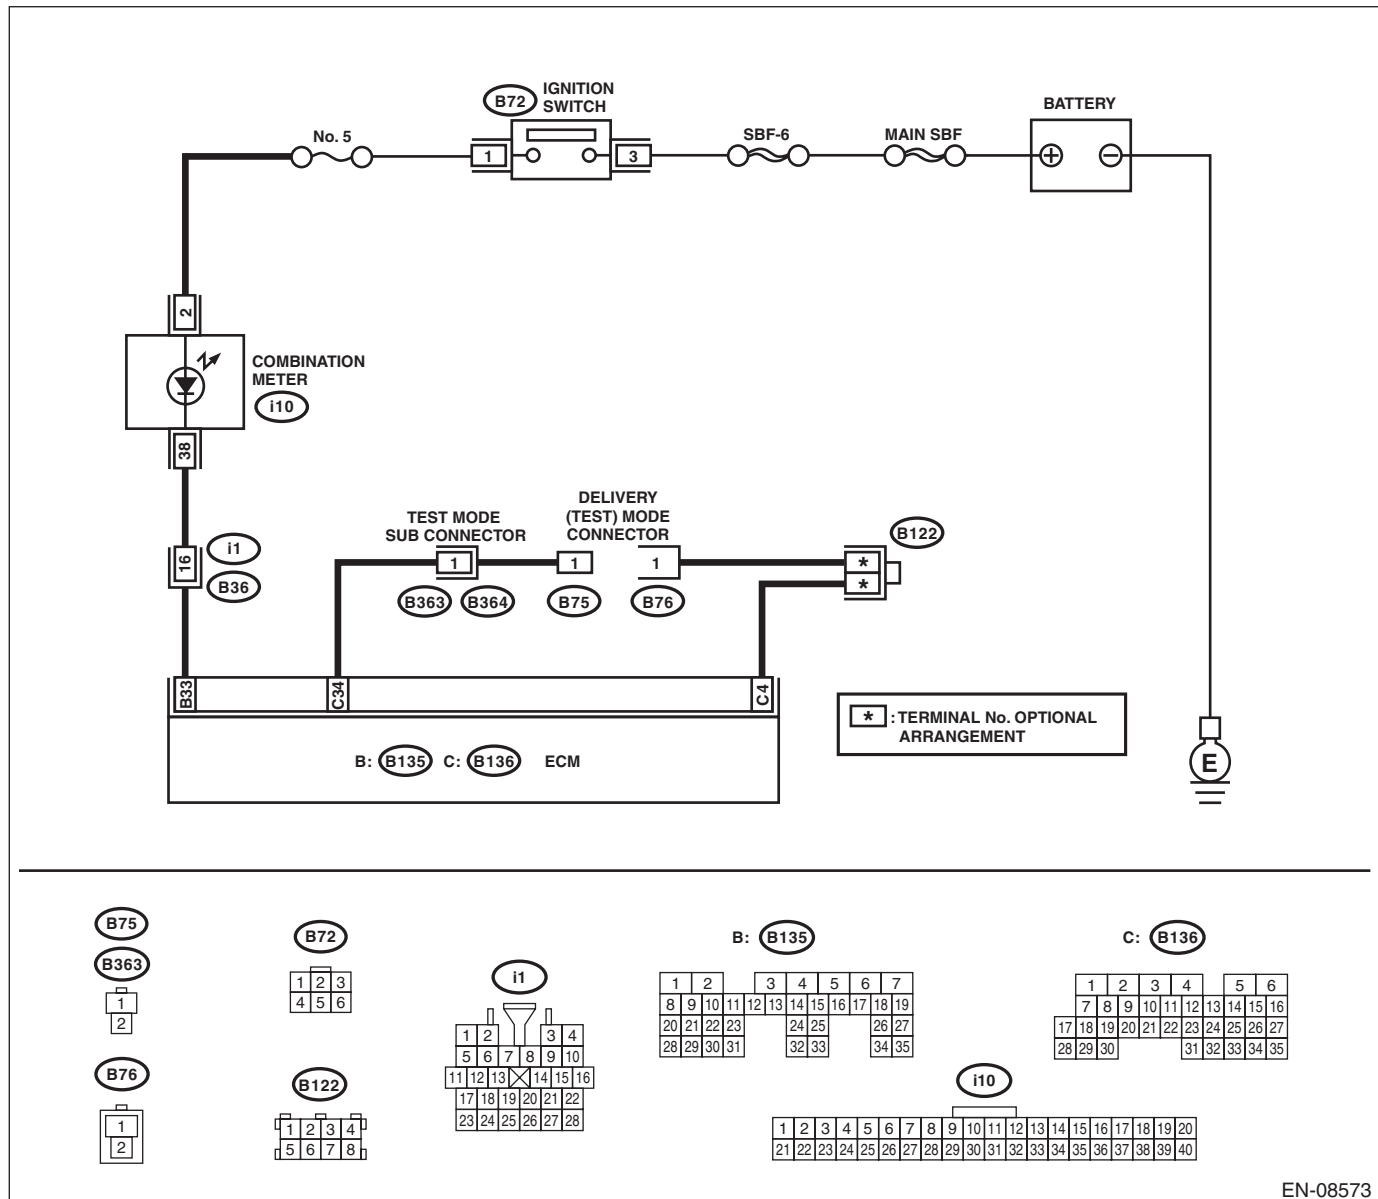 B72 IGNITION
SWITCH
BATTERY
No. 5
SBF-6
MAIN SBF
1
3
+
−
2
COMBINATION
METER
i10
38
16
i1
B36
TEST MODE
SUB CONNECTOR
DELIVERY
(TEST) MODE
CONNECTOR
B122
1
1
1
*
*
B363 B364 B75 B76
B33
C34
C4
* : TERMINAL No. OPTIONAL
ARRANGEMENT
B: B135 C: B136 ECM
E
B75
B363
1
2
B76
1
2
B72
1 2 3
4 5 6
B122
1 2 3 4
5 6 7 8
i1
1 2 3 4
5 6 7 8 9 10
11 12 13 14 15 16
17 18 19 20 21 22
23 24 25 26 27 28
B: B135
1 2 3 4 5 6 7
8 9 10 11 12 13 14 15 16 17 18 19
20 21 22 23 24 25 26 27
28 29 30 31 32 33 34 35
C: B136
1 2 3 4 5 6
7 8 9 10 11 12 13 14 15 16
17 18 19 20 21 22 23 24 25 26 27
28 29 30 31 32 33 34 35
i10
1 2 3 4 5 6 7 8 9 10 11 12 13 14 15 16 17 18 19 20
21 22 23 24 25 26 27 28 29 30 31 32 33 34 35 36 37 38 39 40
EN-08573